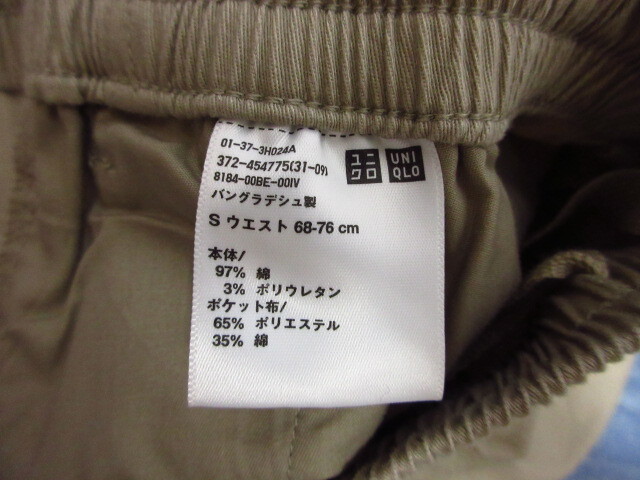 01-37-3H024A
372-454775(31-09)
8184-00BE-00IV
バングラデシュ製
ユニ
クロ
UNI
QLO
S ウエスト 68-76 cm
本体/
97% 綿
3% ポリウレタン
ポケット布/
65% ポリエステル
35% 綿